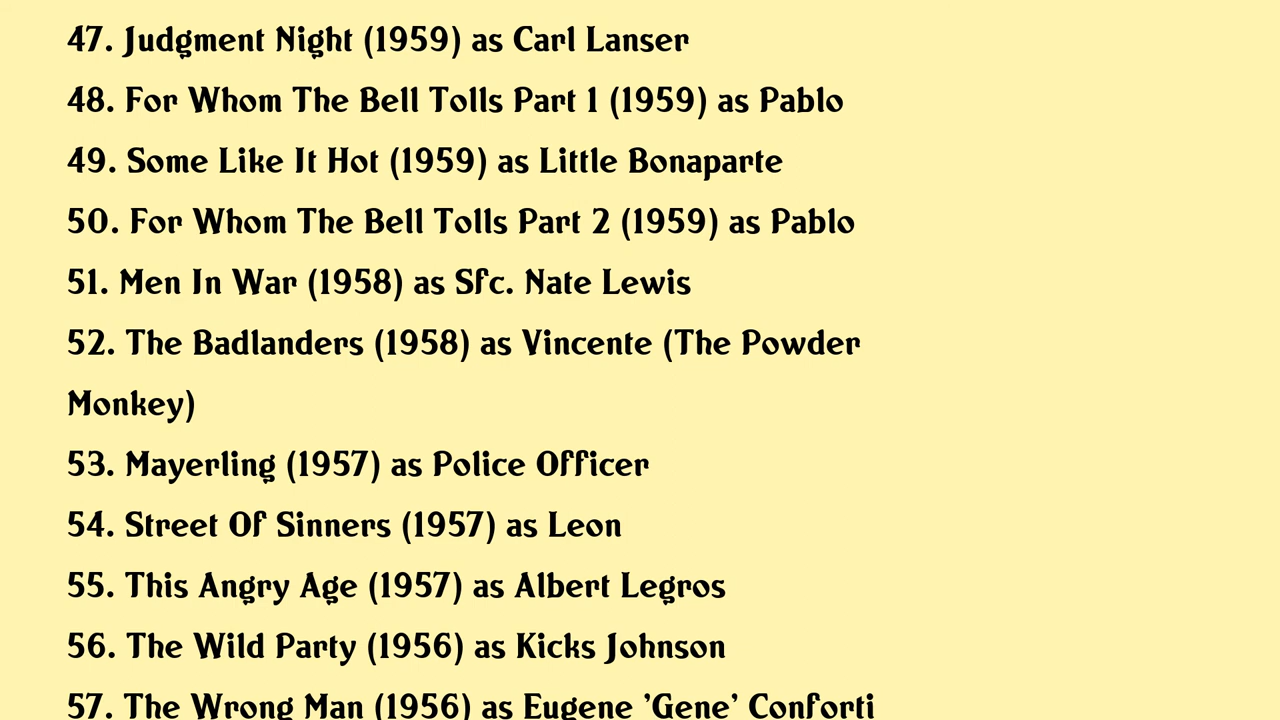 47. Judgment Night (1959) as Carl Lanser
48. For Whom The Bell Tolls Part 1 (1959) as Pablo
49. Some Like It Hot (1959) as Little Bonaparte
50. For Whom The Bell Tolls Part 2 (1959) as Pablo
51. Men In War (1958) as Sfc. Nate Lewis
52. The Badlanders (1958) as Vincente (The Powder
Monkey)
53. Mayerling (1957) as Police Officer
54. Street Of Sinners (1957) as Leon
55. This Angry Age (1957) as Albert Legros
56. The Wild Party (1956) as Kicks Johnson
57. The Wrong Man (1956) as Eugene 'Gene' Conforti